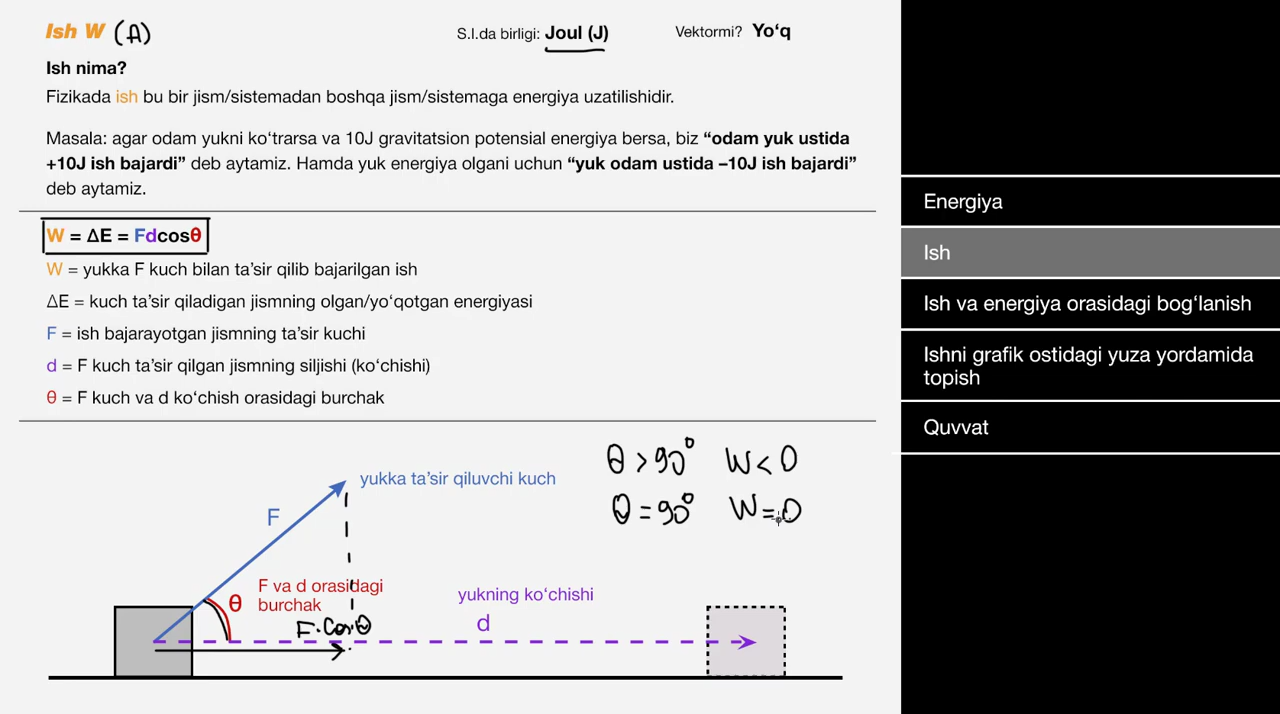 Ish W (A)
S.I.da birligi: Joul (J)
Vektormi? Yo‘q
Ish nima?
Fizikada ish bu bir jism/sistemadan boshqa jism/sistemaga energiya uzatilishidir.
Masala: agar odam yukni ko‘trarsa va 10J gravitatsion potensial energiya bersa, biz “odam yuk ustida
+10J ish bajardi” deb aytamiz. Hamda yuk energiya olgani uchun “yuk odam ustida –10J ish bajardi”
deb aytamiz.
W = ΔE = Fdcosθ
W = yukka F kuch bilan ta’sir qilib bajarilgan ish
ΔE = kuch ta’sir qiladigan jismning olgan/yo‘qotgan energiyasi
F = ish bajarayotgan jismning ta’sir kuchi
d = F kuch ta’sir qilgan jismning siljishi (ko‘chishi)
θ = F kuch va d ko‘chish orasidagi burchak
θ > 90° W < 0
θ = 90° W = 0
yukka ta’sir qiluvchi kuch
F
θ
F va d orasidagi
burchak
F·cosθ
yukning ko‘chishi
d
Energiya
Ish
Ish va energiya orasidagi bog‘lanish
Ishni grafik ostidagi yuza yordamida
topish
Quvvat